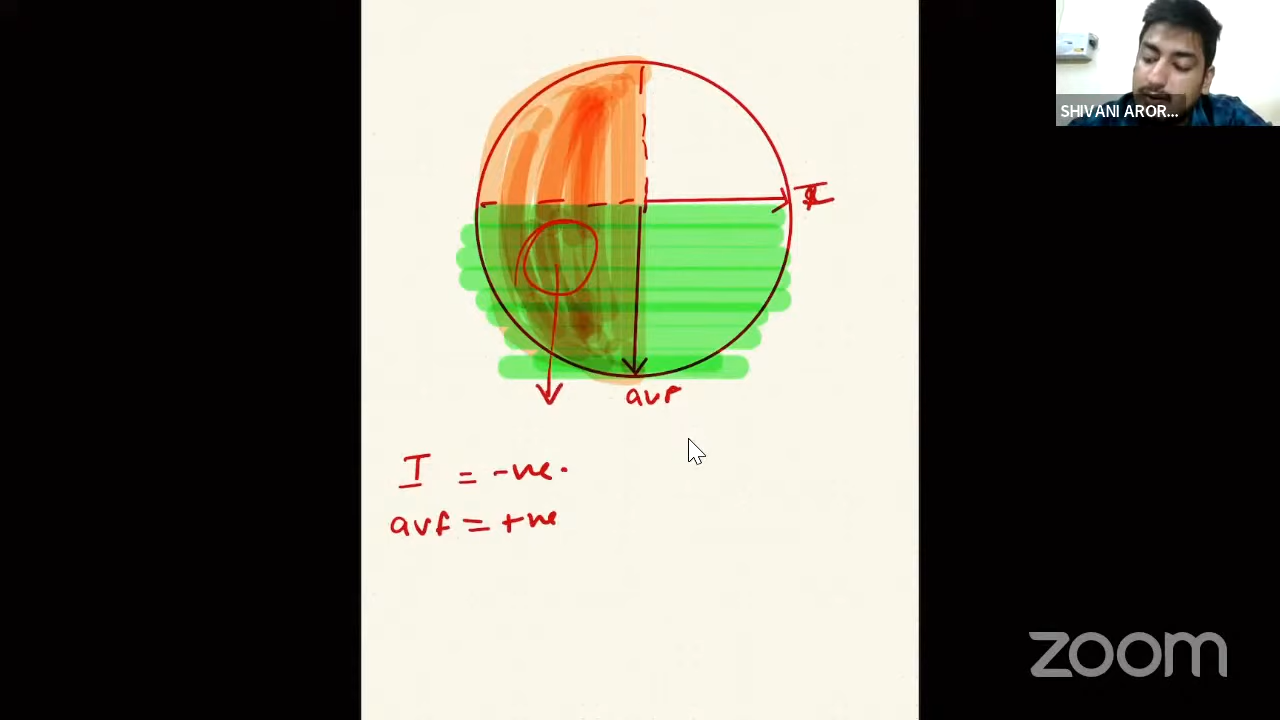 SHIVANI AROR...
I
avf
I = -ve.
avf = +ve
zoom